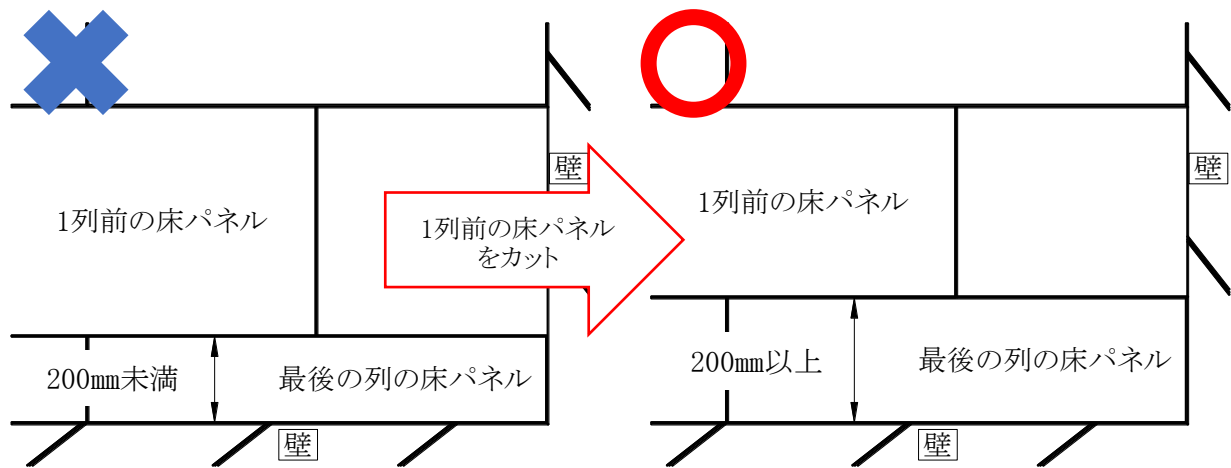 壁
1列前の床パネル
1列前の床パネル
をカット
200mm未満
最後の列の床パネル
壁
壁
1列前の床パネル
200mm以上
最後の列の床パネル
壁